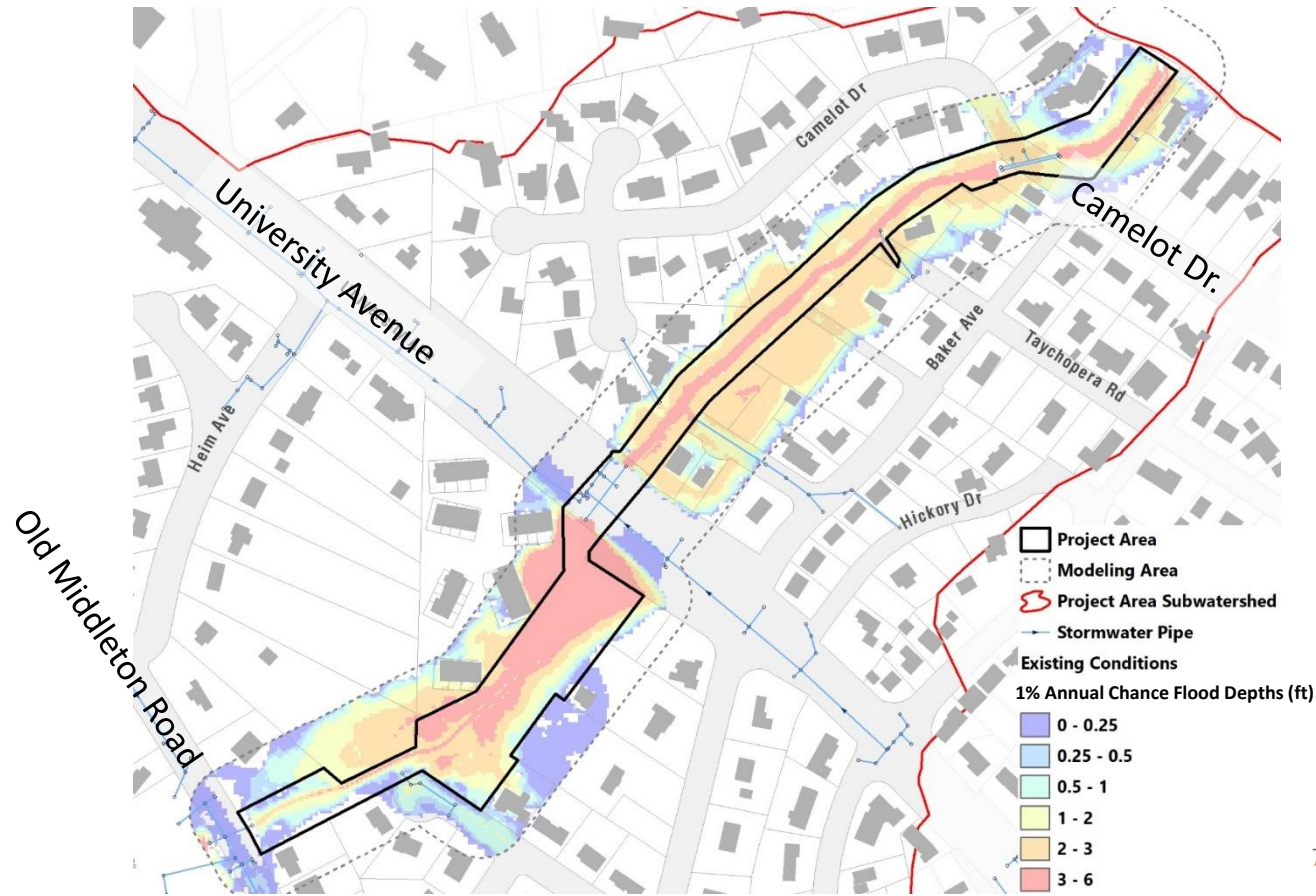 Camelot Dr
University Avenue
Camelot Dr.
Baker Ave
Taychopera Rd
Heim Ave
Hickory Dr
Old Middleton Road
Project Area
Modeling Area
Project Area Subwatershed
Stormwater Pipe
Existing Conditions
1% Annual Chance Flood Depths (ft)
0 - 0.25
0.25 - 0.5
0.5 - 1
1 - 2
2 - 3
3 - 6